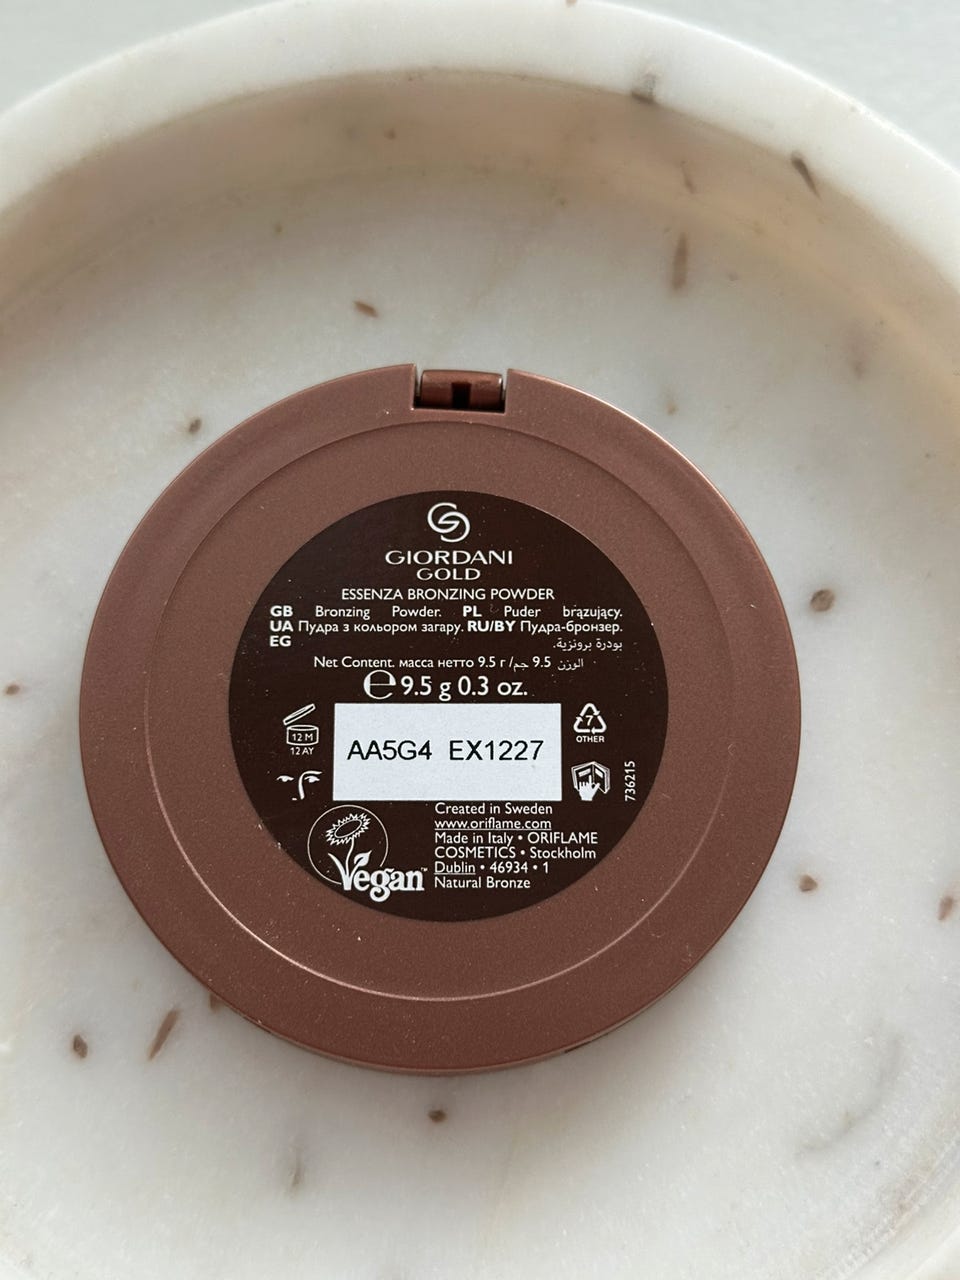 GIORDANI
GOLD
ESSENZA BRONZING POWDER
GB Bronzing Powder. PL Puder brązujący.
UA Пудра з кольором загару. RU/BY Пудра-бронзер.
EG بودرة برونزية.
Net Content. масса нетто 9.5 г / الوزن 9.5 جم
℮ 9.5 g 0.3 oz.
12 M
12 AY
AA5G4 EX1227
7
OTHER
736215
Vegan™
Created in Sweden
www.oriflame.com
Made in Italy • ORIFLAME
COSMETICS • Stockholm
Dublin • 46934 • 1
Natural Bronze